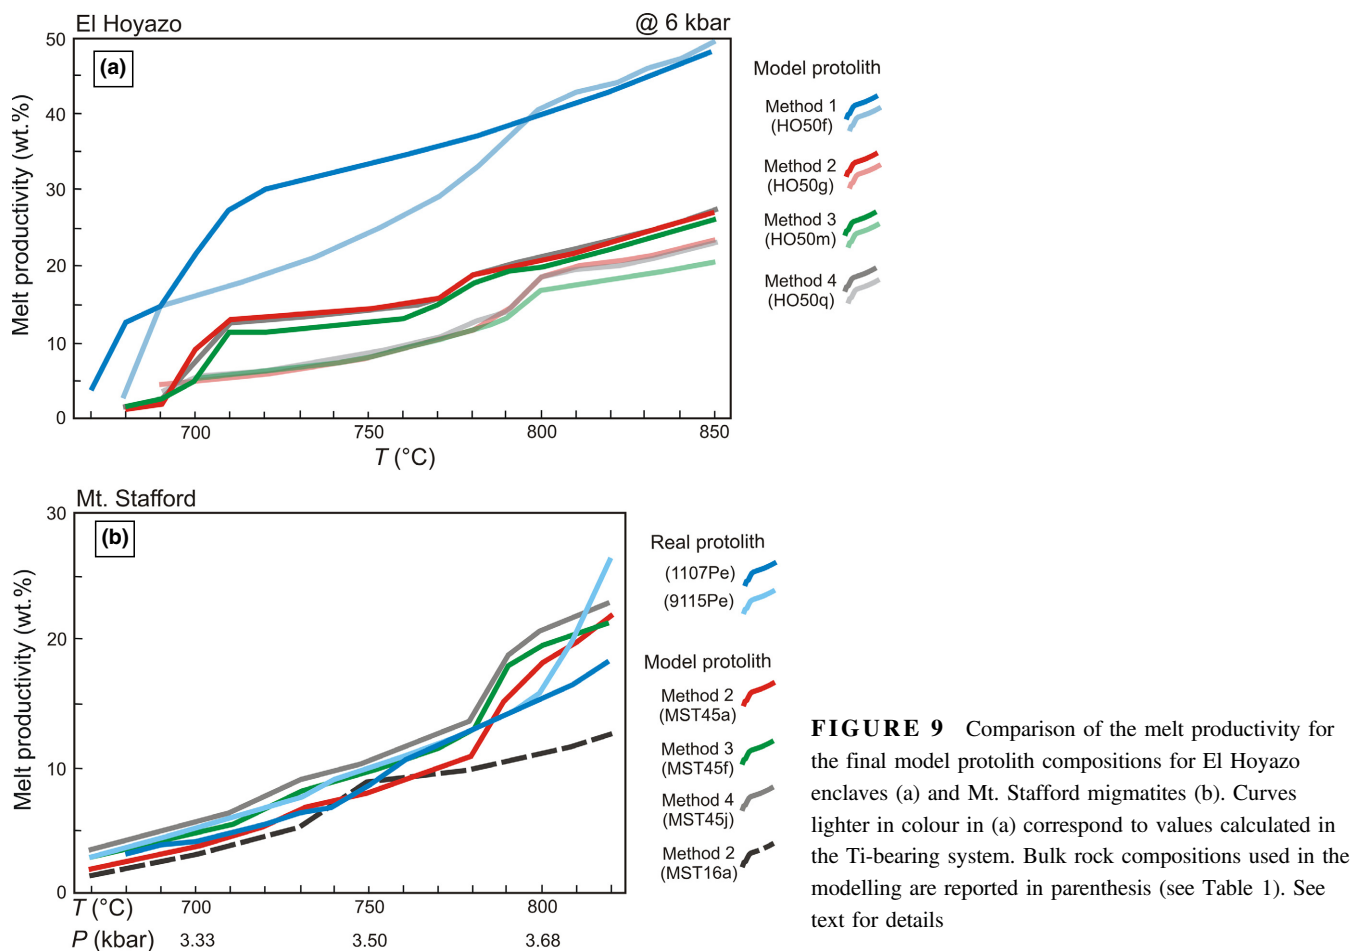 El Hoyazo @ 6 kbar
(a)
Melt productivity (wt.%)
50
40
30
20
10
0
700 750 800 850
T (°C)
Model protolith
Method 1
(HO50f)
Method 2
(HO50g)
Method 3
(HO50m)
Method 4
(HO50q)
Mt. Stafford
(b)
Melt productivity (wt.%)
30
20
10
0
T (°C) 700 750 800
P (kbar) 3.33 3.50 3.68
Real protolith
(1107Pe)
(9115Pe)
Model protolith
Method 2
(MST45a)
Method 3
(MST45f)
Method 4
(MST45j)
Method 2
(MST16a)
FIGURE 9 Comparison of the melt productivity for
the final model protolith compositions for El Hoyazo
enclaves (a) and Mt. Stafford migmatites (b). Curves
lighter in colour in (a) correspond to values calculated in
the Ti-bearing system. Bulk rock compositions used in the
modelling are reported in parenthesis (see Table 1). See
text for details